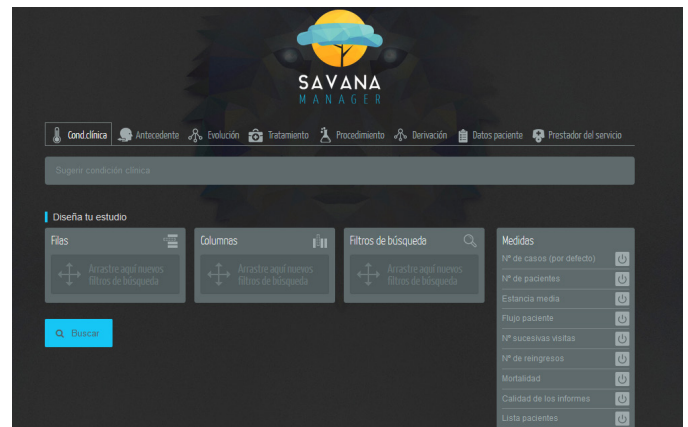 SAVANA
MANAGER
Cond.clínica Antecedente Evolución Tratamiento Procedimiento Derivación Datos paciente Prestador del servicio
Sugerir condición clínica
Diseña tu estudio
Filas
Arrastre aquí nuevos
filtros de búsqueda
Columnas
Arrastre aquí nuevos
filtros de búsqueda
Filtros de búsqueda
Arrastre aquí nuevos
filtros de búsqueda
Medidas
Nº de casos (por defecto)
Nº de pacientes
Estancia media
Flujo paciente
Nº sucesivas visitas
Nº de reingresos
Mortalidad
Calidad de los informes
Lista pacientes
Buscar